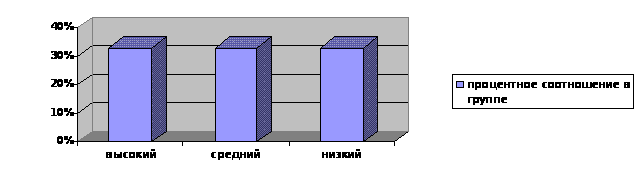 40%
30%
20%
10%
0%
высокий средний низкий
процентное соотношение в
группе